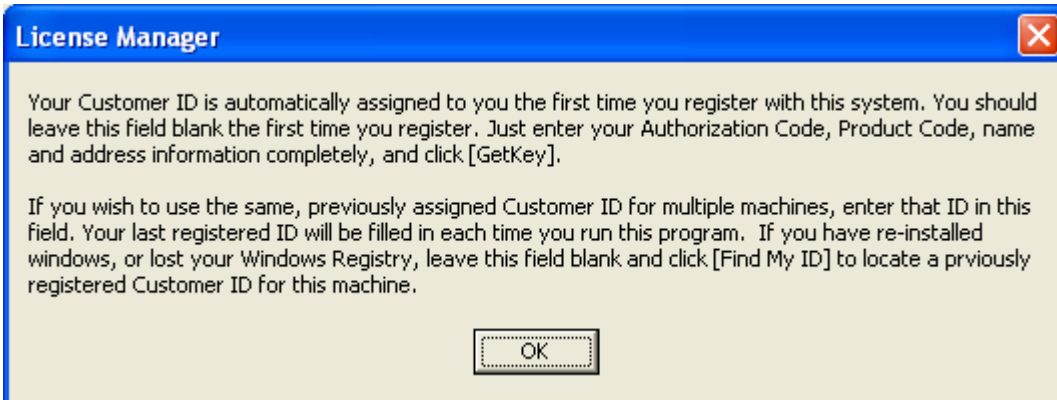 License Manager
Your Customer ID is automatically assigned to you the first time you register with this system. You should
leave this field blank the first time you register. Just enter your Authorization Code, Product Code, name
and address information completely, and click [GetKey].
If you wish to use the same, previously assigned Customer ID for multiple machines, enter that ID in this
field. Your last registered ID will be filled in each time you run this program.  If you have re-installed
windows, or lost your Windows Registry, leave this field blank and click [Find My ID] to locate a prviously
registered Customer ID for this machine.
OK